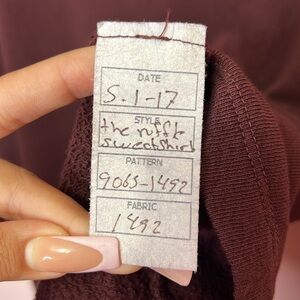 DATE
5.1-17
STYLE
the ruffle
sweatshirt
PATTERN
9065-1492
FABRIC
1492